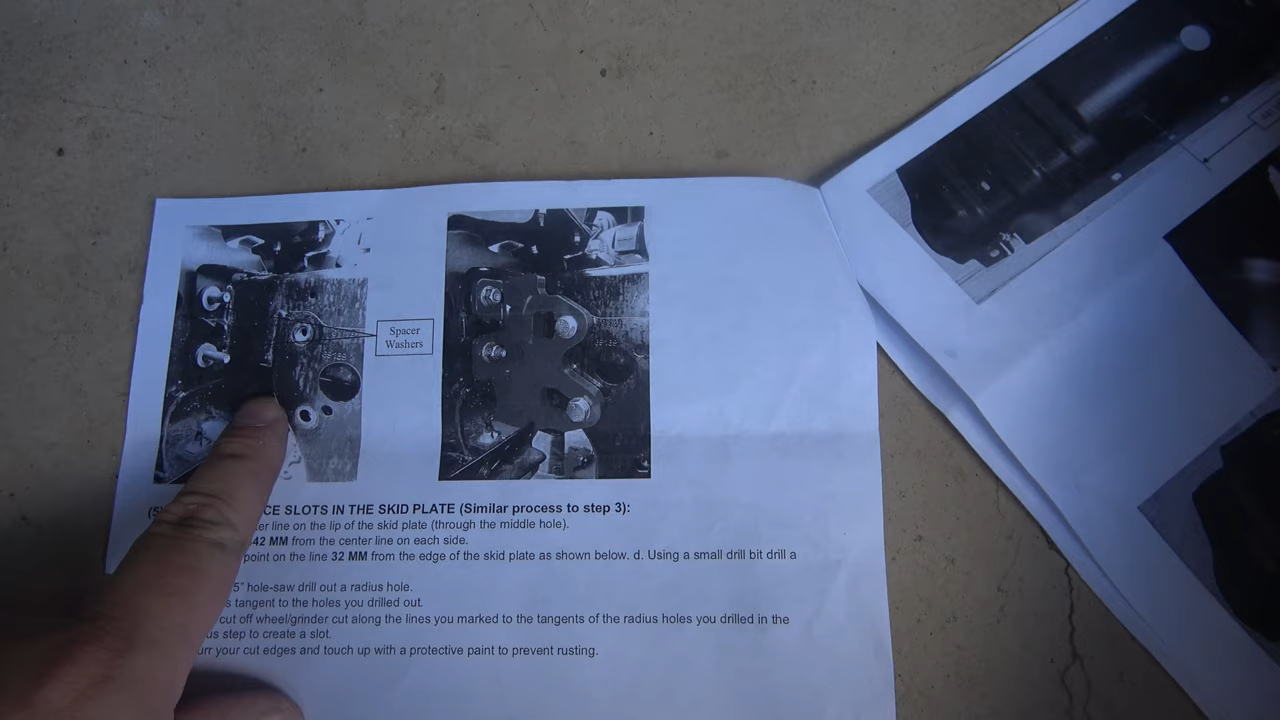 Spacer
Washers
CE SLOTS IN THE SKID PLATE (Similar process to step 3):
ter line on the lip of the skid plate (through the middle hole).
42 MM from the center line on each side.
point on the line 32 MM from the edge of the skid plate as shown below. d. Using a small drill bit drill a
5" hole-saw drill out a radius hole.
s tangent to the holes you drilled out.
cut off wheel/grinder cut along the lines you marked to the tangents of the radius holes you drilled in the
us step to create a slot.
urr your cut edges and touch up with a protective paint to prevent rusting.